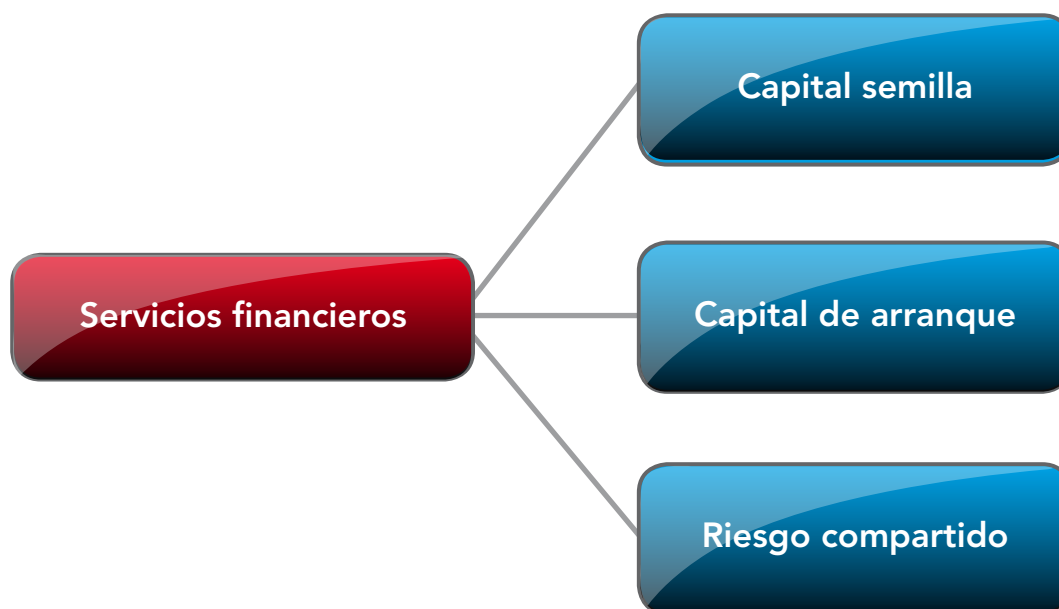 Capital semilla
Servicios financieros
Capital de arranque
Riesgo compartido